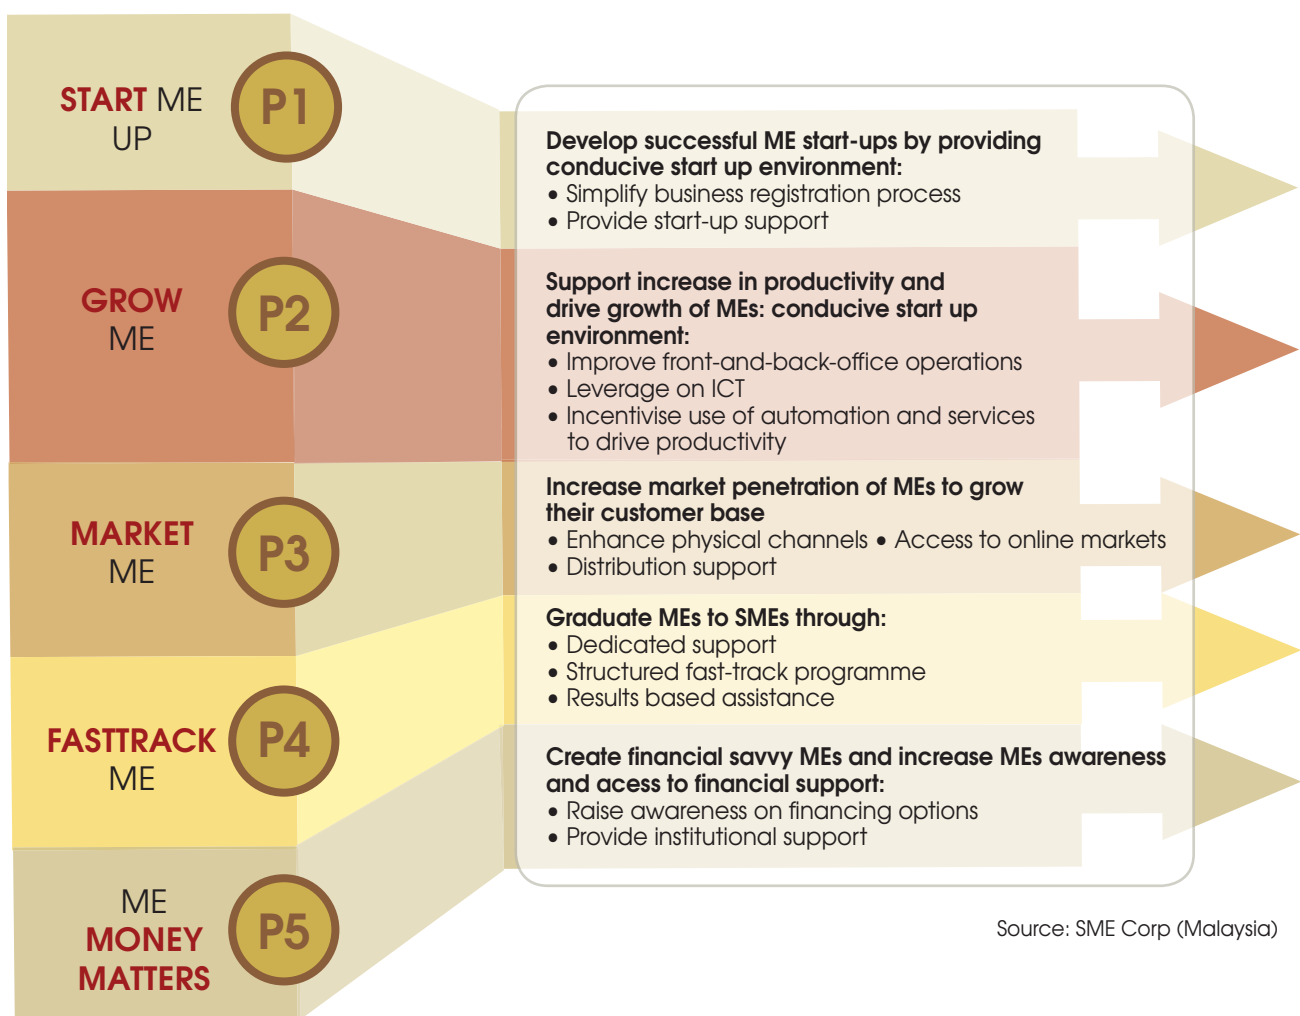 START ME
UP
P1
Develop successful ME start-ups by providing
conducive start up environment:
• Simplify business registration process
• Provide start-up support
GROW
ME
P2
Support increase in productivity and
drive growth of MEs: conducive start up
environment:
• Improve front-and-back-office operations
• Leverage on ICT
• Incentivise use of automation and services
to drive productivity
MARKET
ME
P3
Increase market penetration of MEs to grow
their customer base
• Enhance physical channels • Access to online markets
• Distribution support
FASTTRACK
ME
P4
Graduate MEs to SMEs through:
• Dedicated support
• Structured fast-track programme
• Results based assistance
ME
MONEY
MATTERS
P5
Create financial savvy MEs and increase MEs awareness
and acess to financial support:
• Raise awareness on financing options
• Provide institutional support
Source: SME Corp (Malaysia)